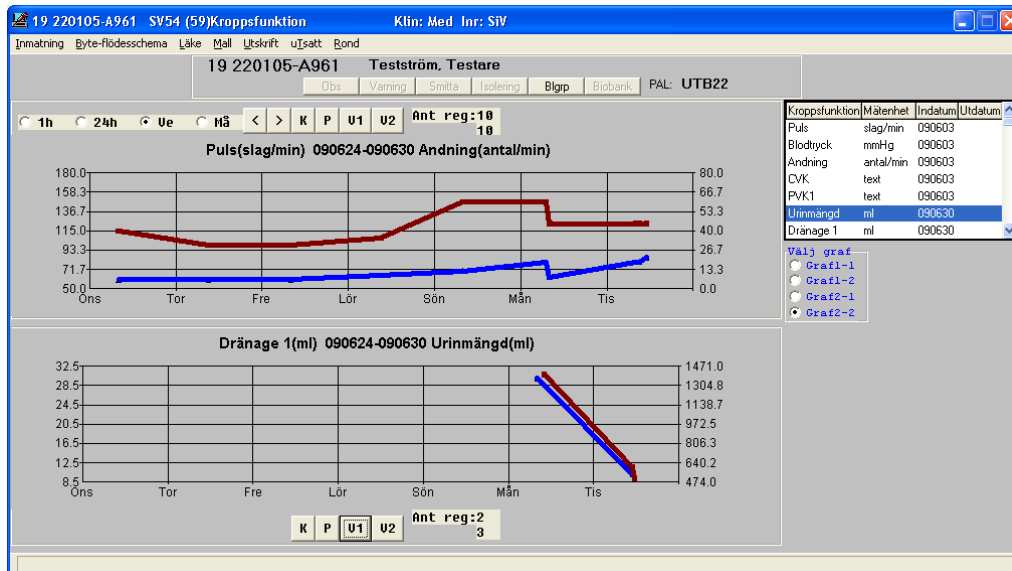 19 220105-A961 SV54 (59)Kroppsfunktion Klin: Med Inr: SiV
Inmatning Byte-flödesschema Läke Mall Utskrift uTsatt Rond
19 220105-A961 Testström, Testare
Obs Varning Smitta Isolering Blgrp Biobank PAL: UTB22
1h 24h Ve Må < > K P V1 V2 Ant reg:10
10
Puls(slag/min) 090624-090630 Andning(antal/min)
180.0 80.0
158.3 66.7
136.7 53.3
115.0 40.0
93.3 26.7
71.7 13.3
50.0 0.0
Ons Tor Fre Lör Sön Mån Tis
Kroppsfunktion Mätenhet Indatum Utdatum
Puls slag/min 090603
Blodtryck mmHg 090603
Andning antal/min 090603
CVK text 090603
PVK1 text 090603
Urinmängd ml 090630
Dränage 1 ml 090630
Välj graf
Graf1-1
Graf1-2
Graf2-1
Graf2-2
Dränage 1(ml) 090624-090630 Urinmängd(ml)
32.5 1471.0
28.5 1304.8
24.5 1138.7
20.5 972.5
16.5 806.3
12.5 640.2
8.5 474.0
Ons Tor Fre Lör Sön Mån Tis
K P V1 V2 Ant reg:2
3